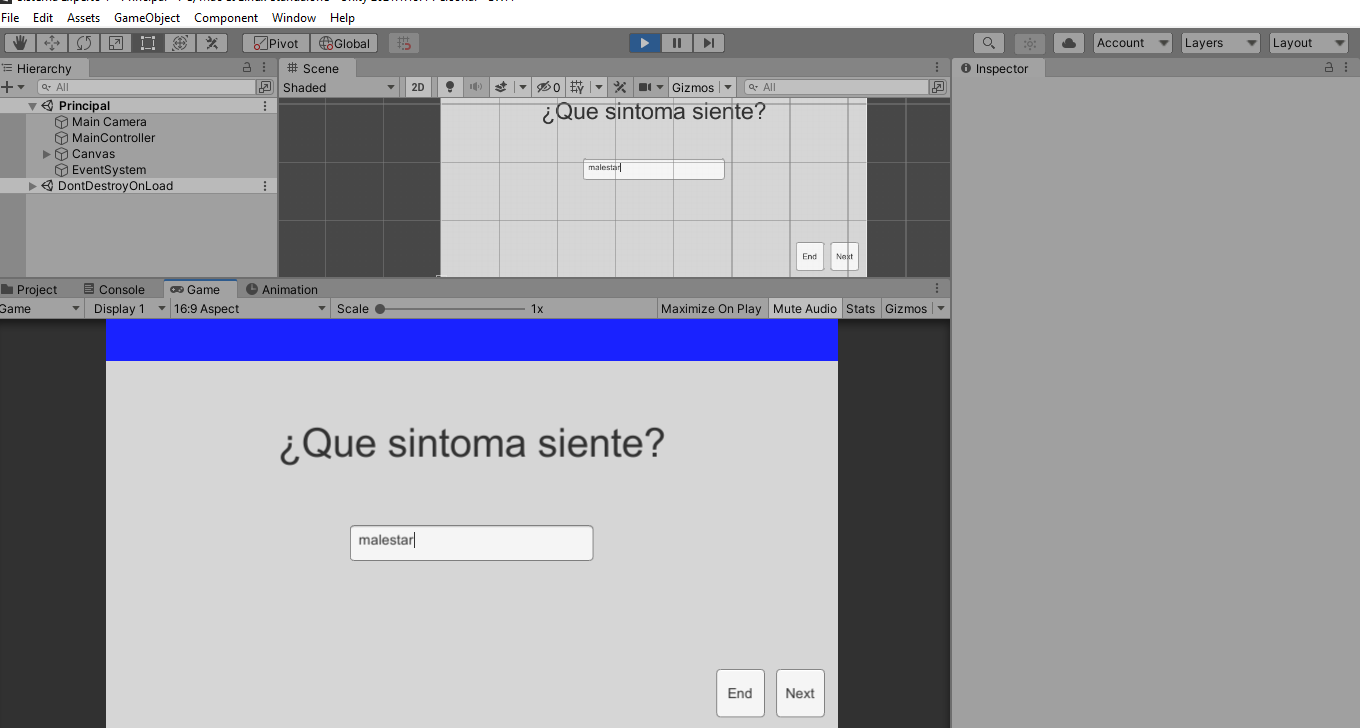 File Edit Assets GameObject Component Window Help
Pivot Global Account Layers Layout
Hierarchy
All
Principal
Main Camera
MainController
Canvas
EventSystem
DontDestroyOnLoad
Scene
Shaded 2D 0 Gizmos All
¿Que sintoma siente?
malestar
End Next
Inspector
Project Console Game Animation
Game Display 1 16:9 Aspect Scale 1x Maximize On Play Mute Audio Stats Gizmos
¿Que sintoma siente?
malestar
End Next